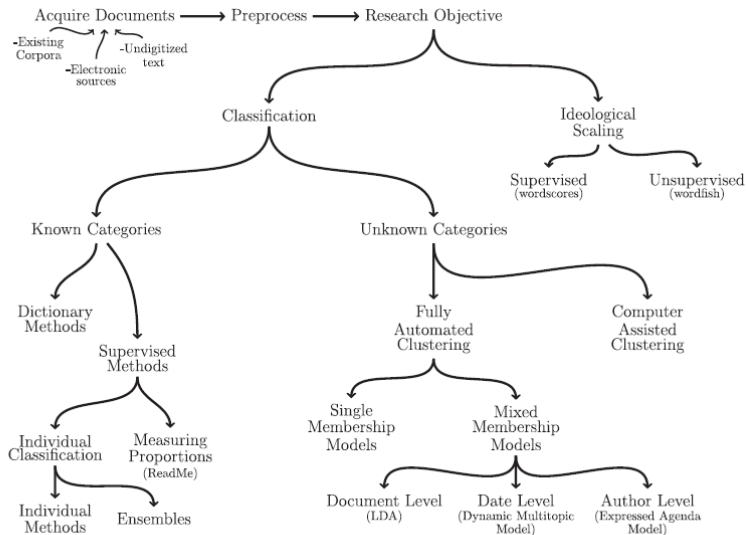 Acquire Documents
Preprocess
Research Objective
-Existing
Corpora
-Electronic
sources
-Undigitized
text
Classification
Ideological
Scaling
Supervised
(wordscores)
Unsupervised
(wordfish)
Known Categories
Unknown Categories
Dictionary
Methods
Supervised
Methods
Fully
Automated
Clustering
Computer
Assisted
Clustering
Individual
Classification
Measuring
Proportions
(ReadMe)
Single
Membership
Models
Mixed
Membership
Models
Individual
Methods
Ensembles
Document Level
(LDA)
Date Level
(Dynamic Multitopic
Model)
Author Level
(Expressed Agenda
Model)